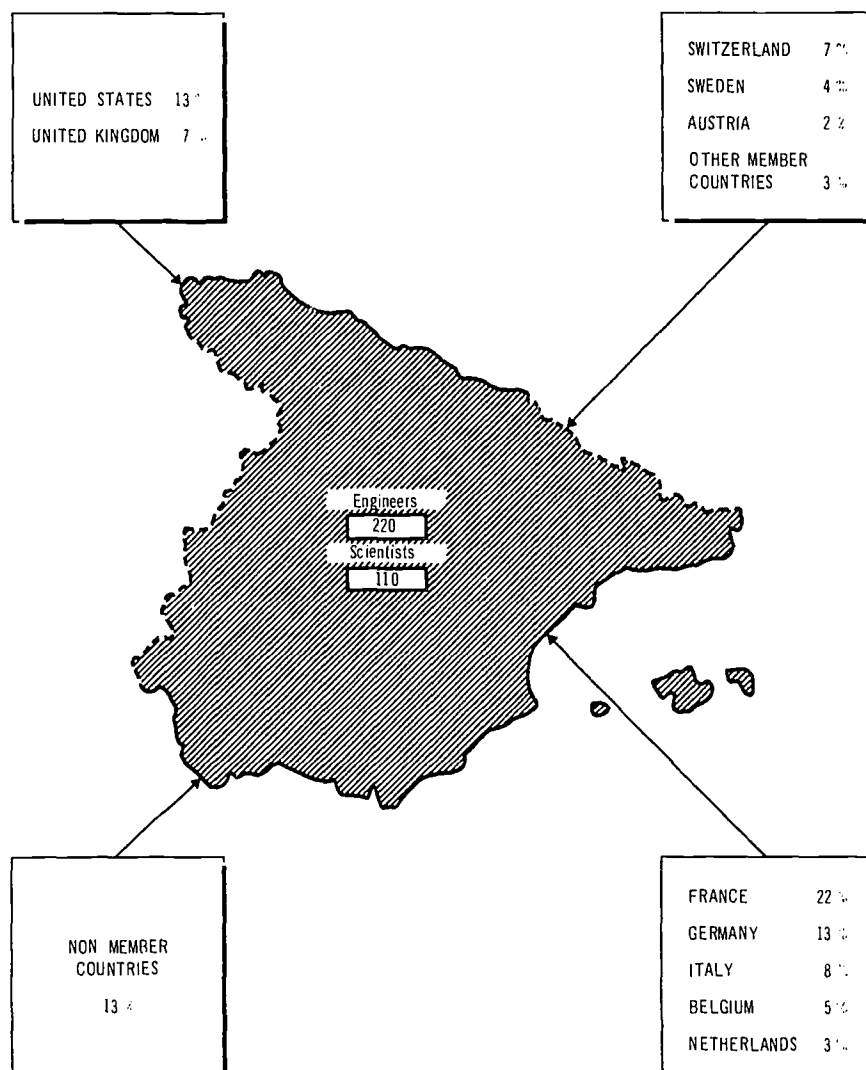 UNITED STATES 13 %
UNITED KINGDOM 7 %
SWITZERLAND 7 %
SWEDEN 4 %
AUSTRIA 2 %
OTHER MEMBER
COUNTRIES 3 %
Engineers
220
Scientists
110
NON MEMBER
COUNTRIES
13 %
FRANCE 22 %
GERMANY 13 %
ITALY 8 %
BELGIUM 5 %
NETHERLANDS 3 %